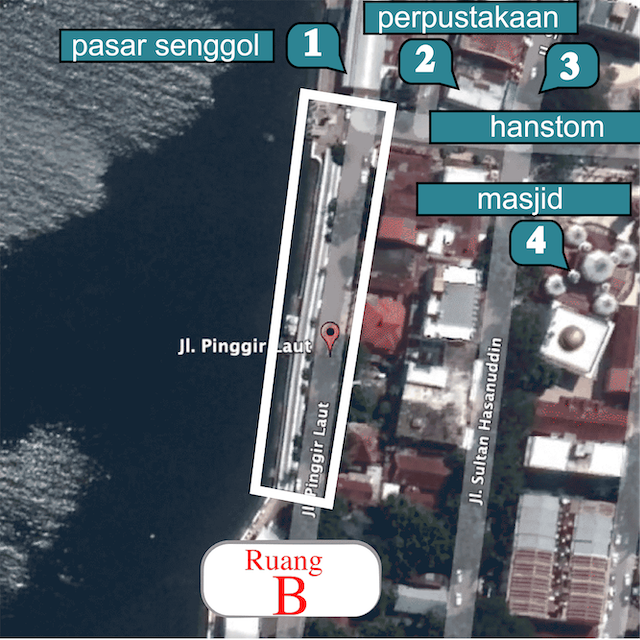 perpustakaan
pasar senggol
1
2
3
hanstom
masjid
4
Jl. Pinggir Laut
Jl. Sultan Hasanuddin
Jl. Pinggir Laut
Ruang
B